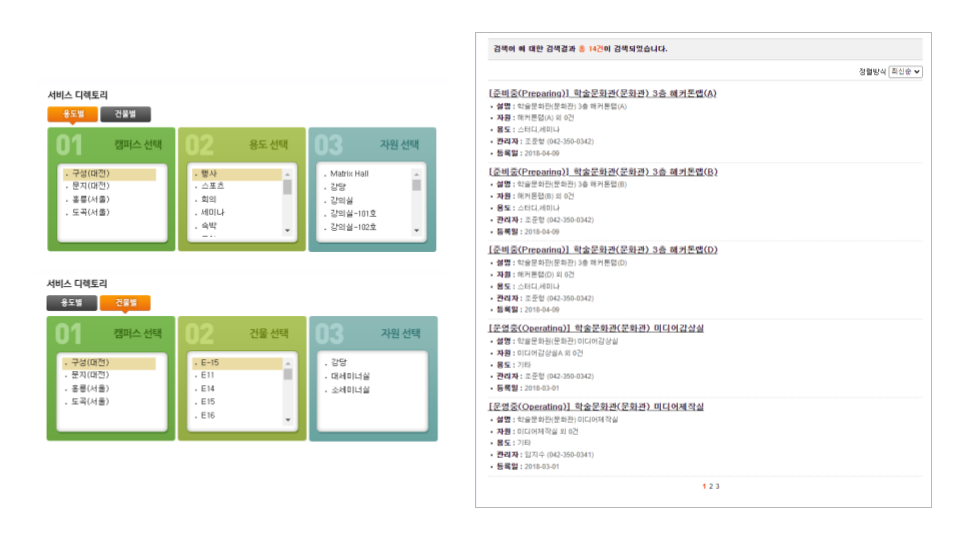 서비스 디렉토리
용도별 건물별
01 캠퍼스 선택
구성(대전)
문지(대전)
홍릉(서울)
도곡(서울)
02 용도 선택
행사
스포츠
회의
세미나
숙박
03 자원 선택
Matrix Hall
강당
강의실
강의실-101호
강의실-102호
서비스 디렉토리
용도별 건물별
01 캠퍼스 선택
구성(대전)
문지(대전)
홍릉(서울)
도곡(서울)
02 건물 선택
E-15
E11
E14
E15
E16
03 자원 선택
강당
대세미나실
소세미나실
검색어 에 대한 검색결과 총 14건이 검색되었습니다.
정렬방식 최신순
[준비중(Preparing)] 학술문화관(문화관) 3층 해커톤랩(A)
설명 : 학술문화관(문화관) 3층 해커톤랩(A)
자원 : 해커톤랩(A) 외 0건
용도 : 스터디,세미나
관리자 : 조준형 (042-350-0342)
등록일 : 2018-04-09
[준비중(Preparing)] 학술문화관(문화관) 3층 해커톤랩(B)
설명 : 학술문화관(문화관) 3층 해커톤랩(B)
자원 : 해커톤랩(B) 외 0건
용도 : 스터디,세미나
관리자 : 조준형 (042-350-0342)
등록일 : 2018-04-09
[준비중(Preparing)] 학술문화관(문화관) 3층 해커톤랩(D)
설명 : 학술문화관(문화관) 3층 해커톤랩(D)
자원 : 해커톤랩(D) 외 0건
용도 : 스터디,세미나
관리자 : 조준형 (042-350-0342)
등록일 : 2018-04-09
[운영중(Operating)] 학술문화관(문화관) 미디어감상실
설명 : 학술문화원(문화관) 미디어감상실
자원 : 미디어감상실A 외 0건
용도 : 기타
관리자 : 조준형 (042-350-0342)
등록일 : 2018-03-01
[운영중(Operating)] 학술문화관(문화관) 미디어제작실
설명 : 학술문화관(문화관) 미디어제작실
자원 : 미디어제작실 외 0건
용도 : 기타
관리자 : 임지수 (042-350-0341)
등록일 : 2018-03-01
1 2 3